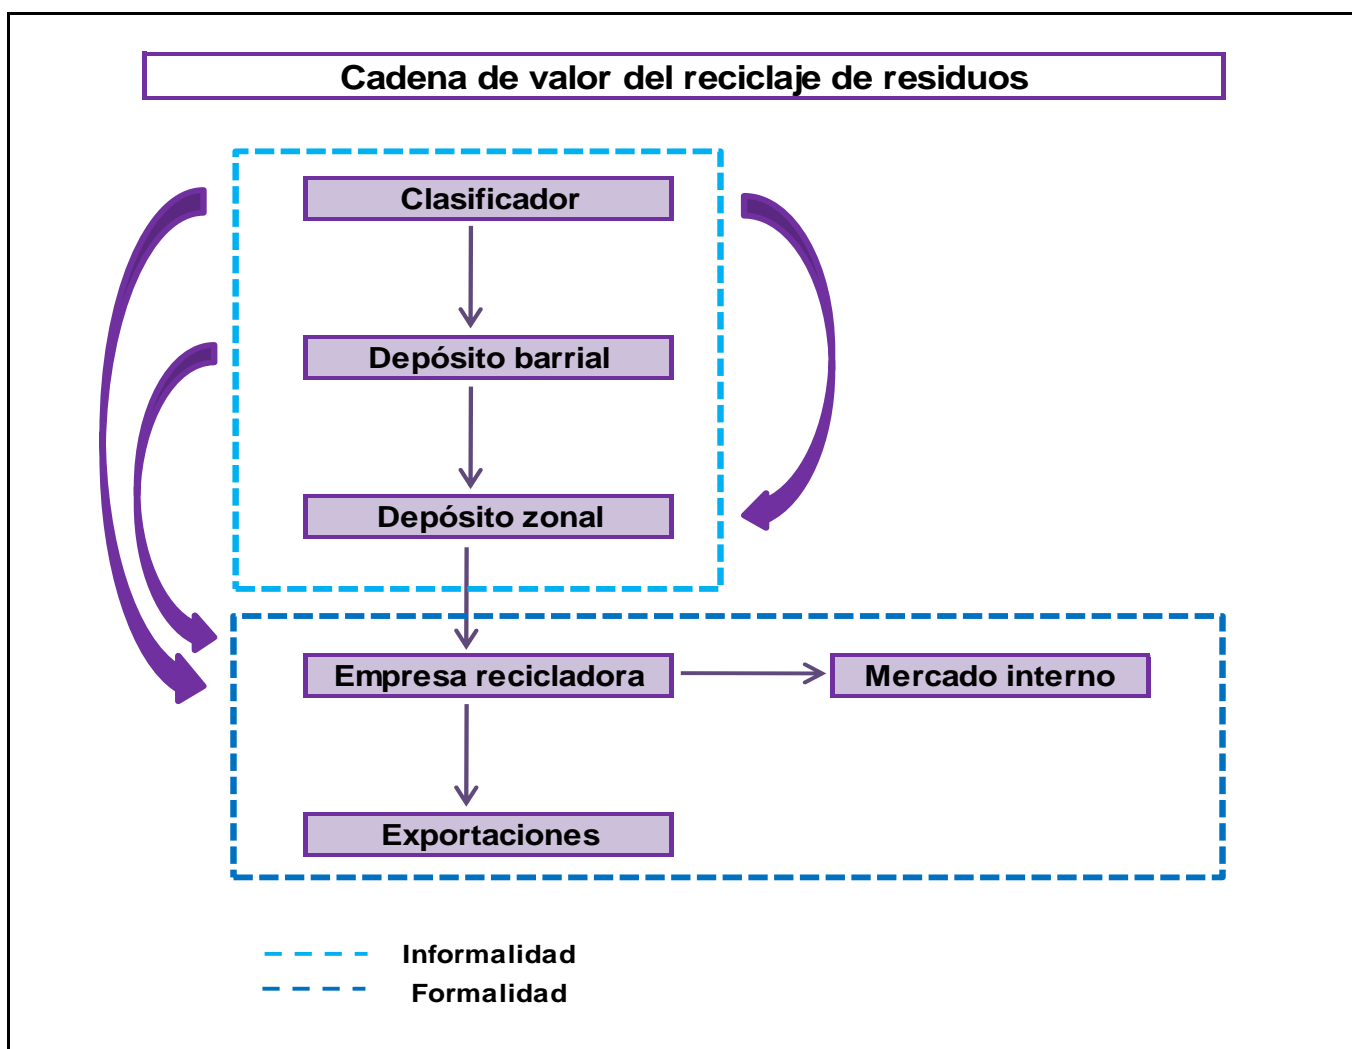 Cadena de valor del reciclaje de residuos
Clasificador
Depósito barrial
Depósito zonal
Empresa recicladora
Mercado interno
Exportaciones
Informalidad
Formalidad